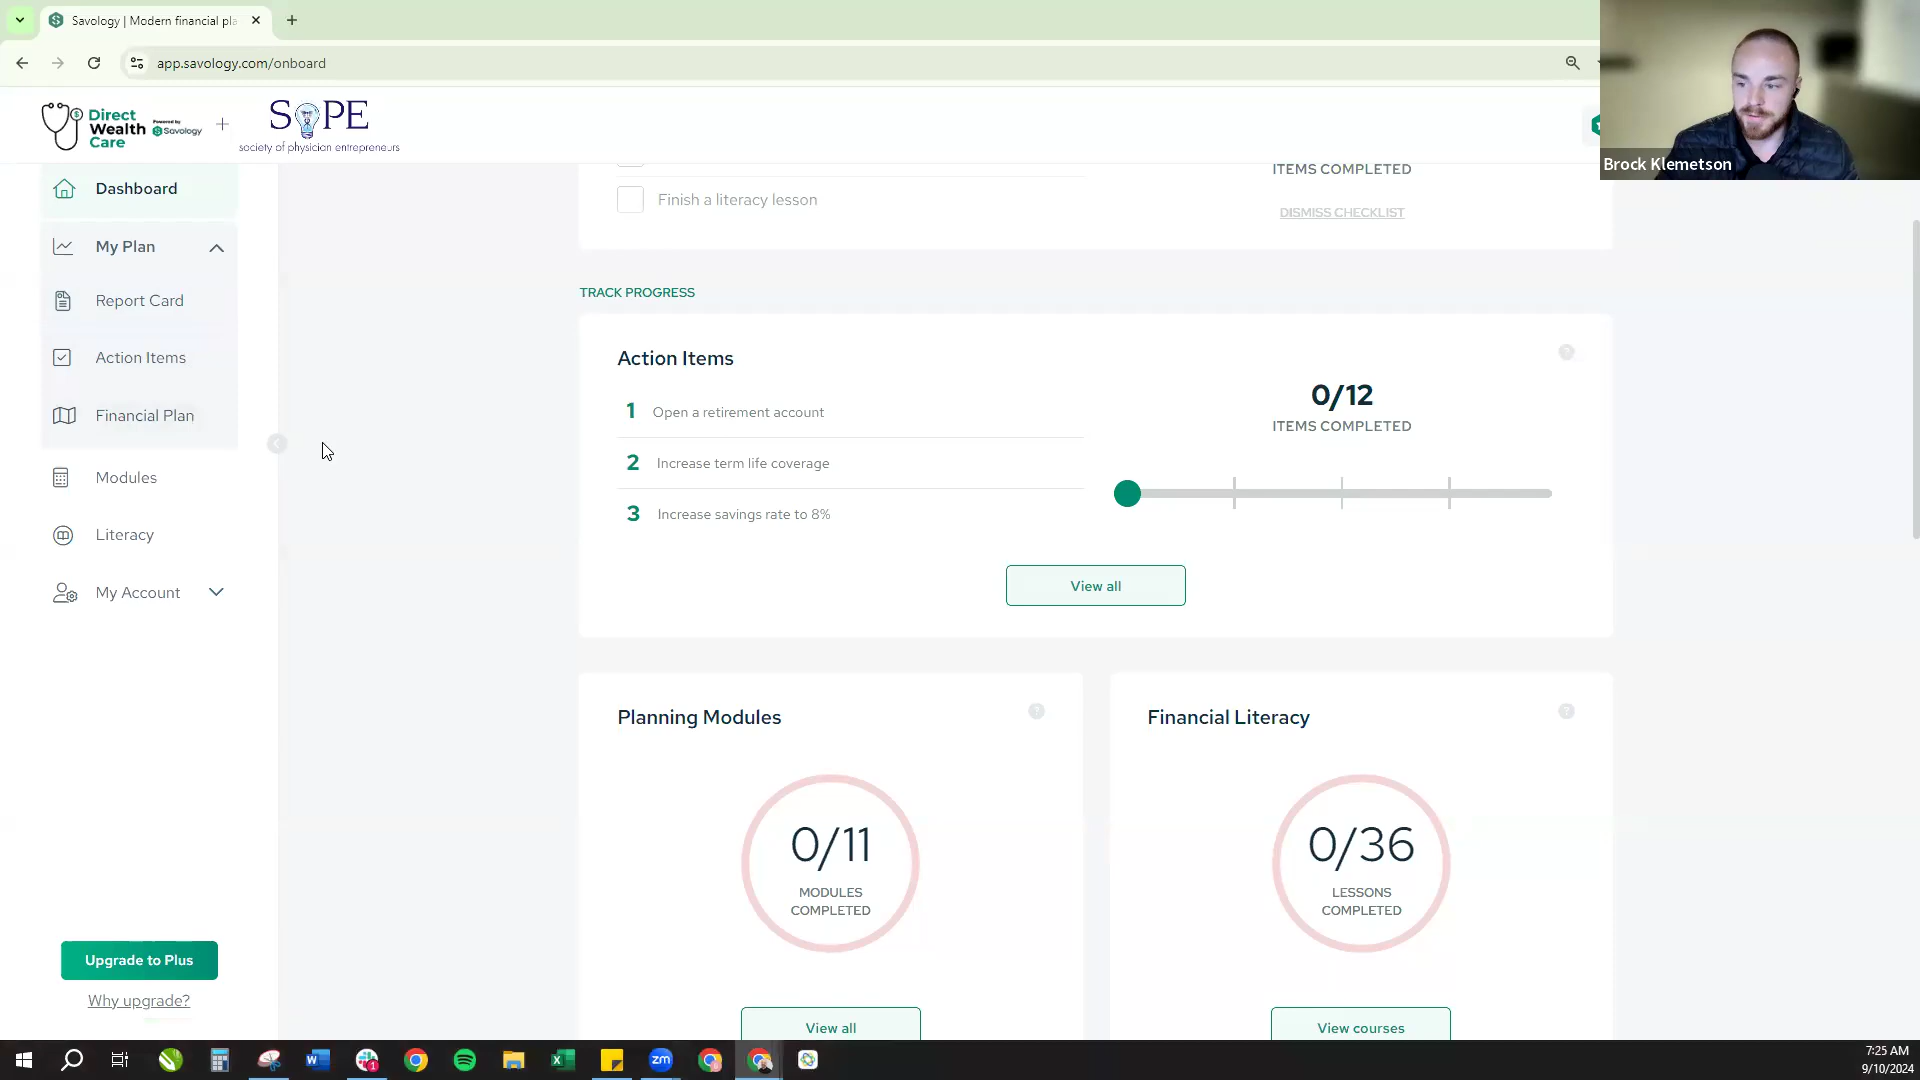 Savology | Modern financial pla
app.savology.com/onboard
Direct
Wealth
Care
Powered by
Savology
+
SOPE
society of physician entrepreneurs
Brock Klemetson
Dashboard
My Plan
Report Card
Action Items
Financial Plan
Modules
Literacy
My Account
Upgrade to Plus
Why upgrade?
Finish a literacy lesson
ITEMS COMPLETED
DISMISS CHECKLIST
TRACK PROGRESS
Action Items
?
1 Open a retirement account
2 Increase term life coverage
3 Increase savings rate to 8%
0/12
ITEMS COMPLETED
View all
Planning Modules
?
0/11
MODULES
COMPLETED
View all
Financial Literacy
?
0/36
LESSONS
COMPLETED
View courses
zm
7:25 AM
9/10/2024